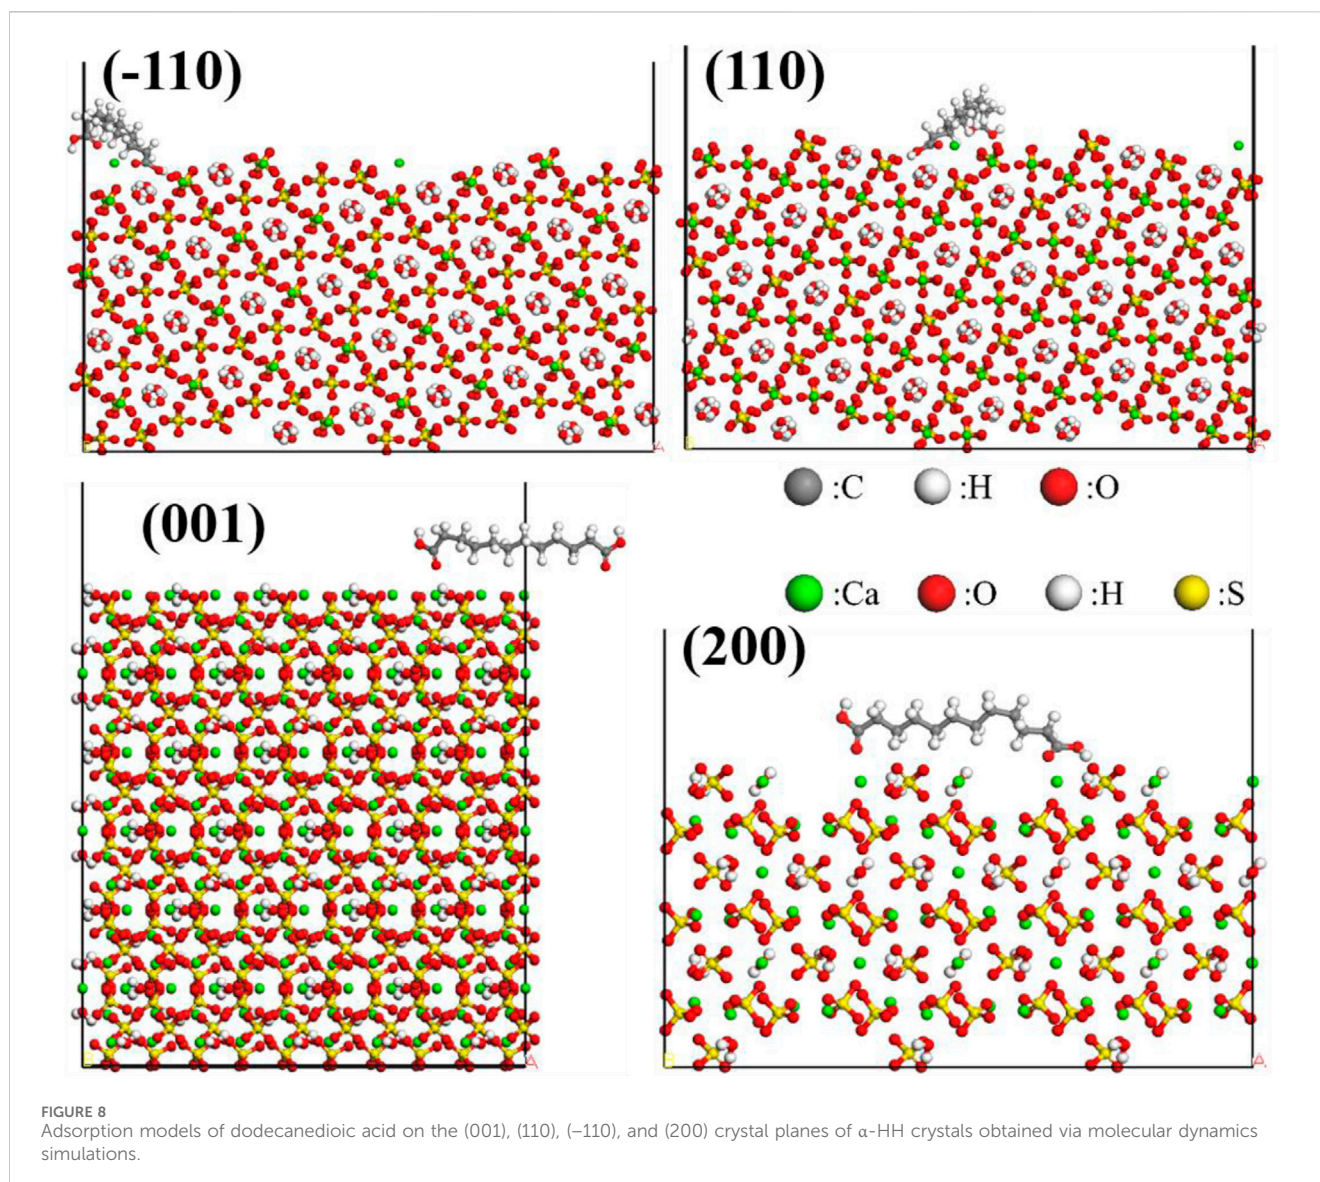 (-110)
(110)
B
A
B
A
:C :H :O
(001)
:Ca :O :H :S
(200)
B
A
B
A
FIGURE 8
Adsorption models of dodecanedioic acid on the (001), (110), (−110), and (200) crystal planes of α-HH crystals obtained via molecular dynamics
simulations.